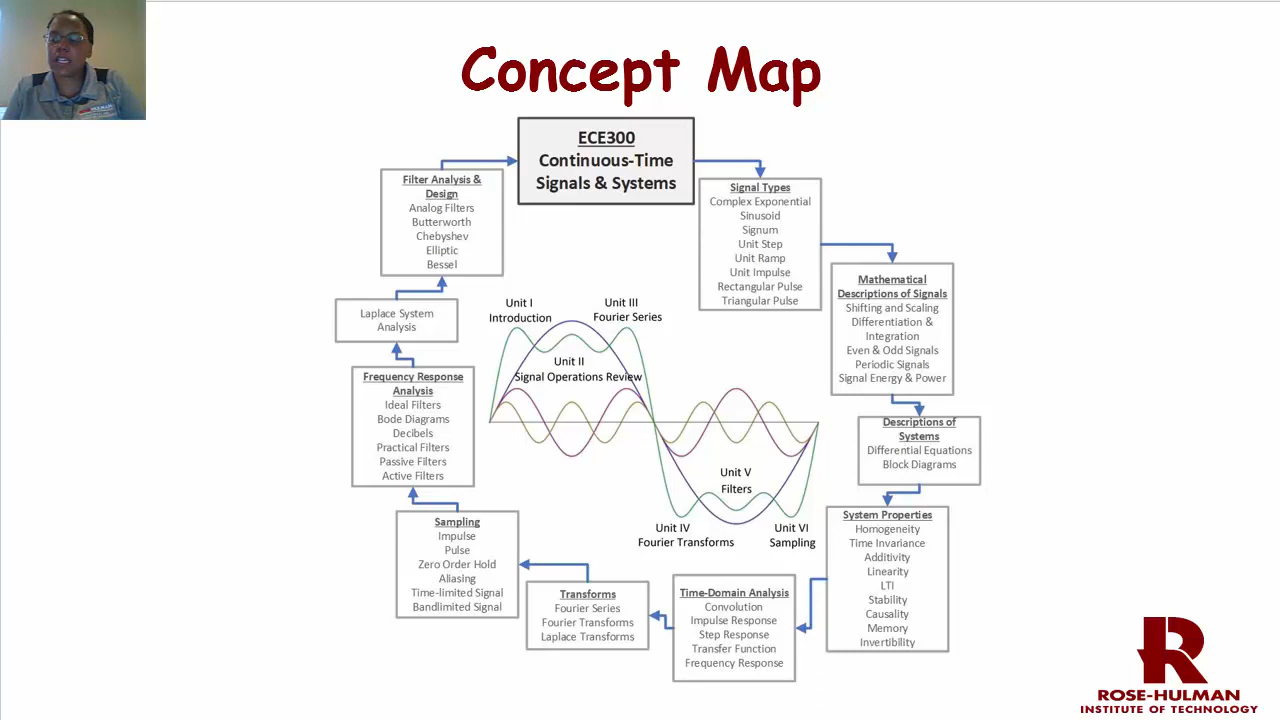 Concept Map
ECE300
Continuous-Time
Signals & Systems
Signal Types
Complex Exponential
Sinusoid
Signum
Unit Step
Unit Ramp
Unit Impulse
Rectangular Pulse
Triangular Pulse
Mathematical
Descriptions of Signals
Shifting and Scaling
Differentiation &
Integration
Even & Odd Signals
Periodic Signals
Signal Energy & Power
Descriptions of
Systems
Differential Equations
Block Diagrams
System Properties
Homogeneity
Time Invariance
Additivity
Linearity
LTI
Stability
Causality
Memory
Invertibility
Time-Domain Analysis
Convolution
Impulse Response
Step Response
Transfer Function
Frequency Response
Transforms
Fourier Series
Fourier Transforms
Laplace Transforms
Sampling
Impulse
Pulse
Zero Order Hold
Aliasing
Time-limited Signal
Bandlimited Signal
Frequency Response
Analysis
Ideal Filters
Bode Diagrams
Decibels
Practical Filters
Passive Filters
Active Filters
Laplace System
Analysis
Filter Analysis &
Design
Analog Filters
Butterworth
Chebyshev
Elliptic
Bessel
Unit I
Introduction
Unit III
Fourier Series
Unit II
Signal Operations Review
Unit V
Filters
Unit IV
Fourier Transforms
Unit VI
Sampling
ROSE-HULMAN
INSTITUTE OF TECHNOLOGY